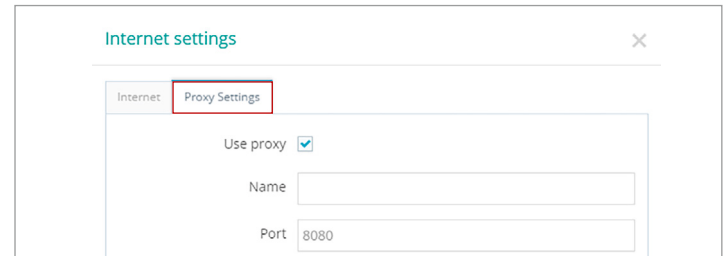 Internet settings
Internet Proxy Settings
Use proxy
Name
Port 8080